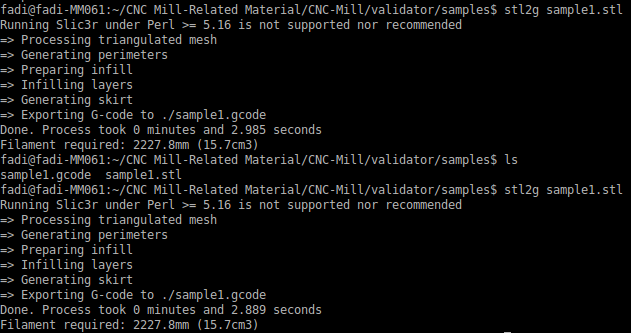 fadi@fadi-MM061:~/CNC Mill-Related Material/CNC-Mill/validator/samples$ stl2g sample1.stl
Running Slic3r under Perl >= 5.16 is not supported nor recommended
=> Processing triangulated mesh
=> Generating perimeters
=> Preparing infill
=> Infilling layers
=> Generating skirt
=> Exporting G-code to ./sample1.gcode
Done. Process took 0 minutes and 2.985 seconds
Filament required: 2227.8mm (15.7cm3)
fadi@fadi-MM061:~/CNC Mill-Related Material/CNC-Mill/validator/samples$ ls
sample1.gcode  sample1.stl
fadi@fadi-MM061:~/CNC Mill-Related Material/CNC-Mill/validator/samples$ stl2g sample1.stl
Running Slic3r under Perl >= 5.16 is not supported nor recommended
=> Processing triangulated mesh
=> Generating perimeters
=> Preparing infill
=> Infilling layers
=> Generating skirt
=> Exporting G-code to ./sample1.gcode
Done. Process took 0 minutes and 2.889 seconds
Filament required: 2227.8mm (15.7cm3)